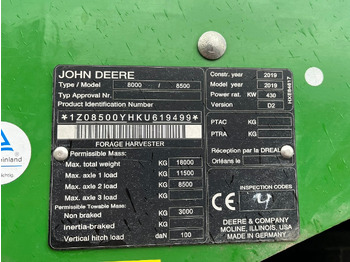 JOHN DEERE
Type / Model 8000 / 8500
Type Approval Nr.
Product Identification Number
*1Z08500YHKU619499*
FORAGE HARVESTER
Permissible Mass:
Max. mass KG 18000
Max. axle 1 load KG 11500
Max. axle 2 load KG 8500
Max. axle 3 load KG
Permissible Towable Mass
Non braked KG 3000
Inertia-braked KG
Vertical hitch load daN 100
Constr. year 2019
Model year 2019
Power rat. KW 430
Version D2
HXE84817
PTAC KG
PTRA KG
Réception par la DREAL
Le
CE
INSPECTION CODES
DEERE & COMPANY
MOLINE, ILLINOIS, USA
MADE IN GERMANY